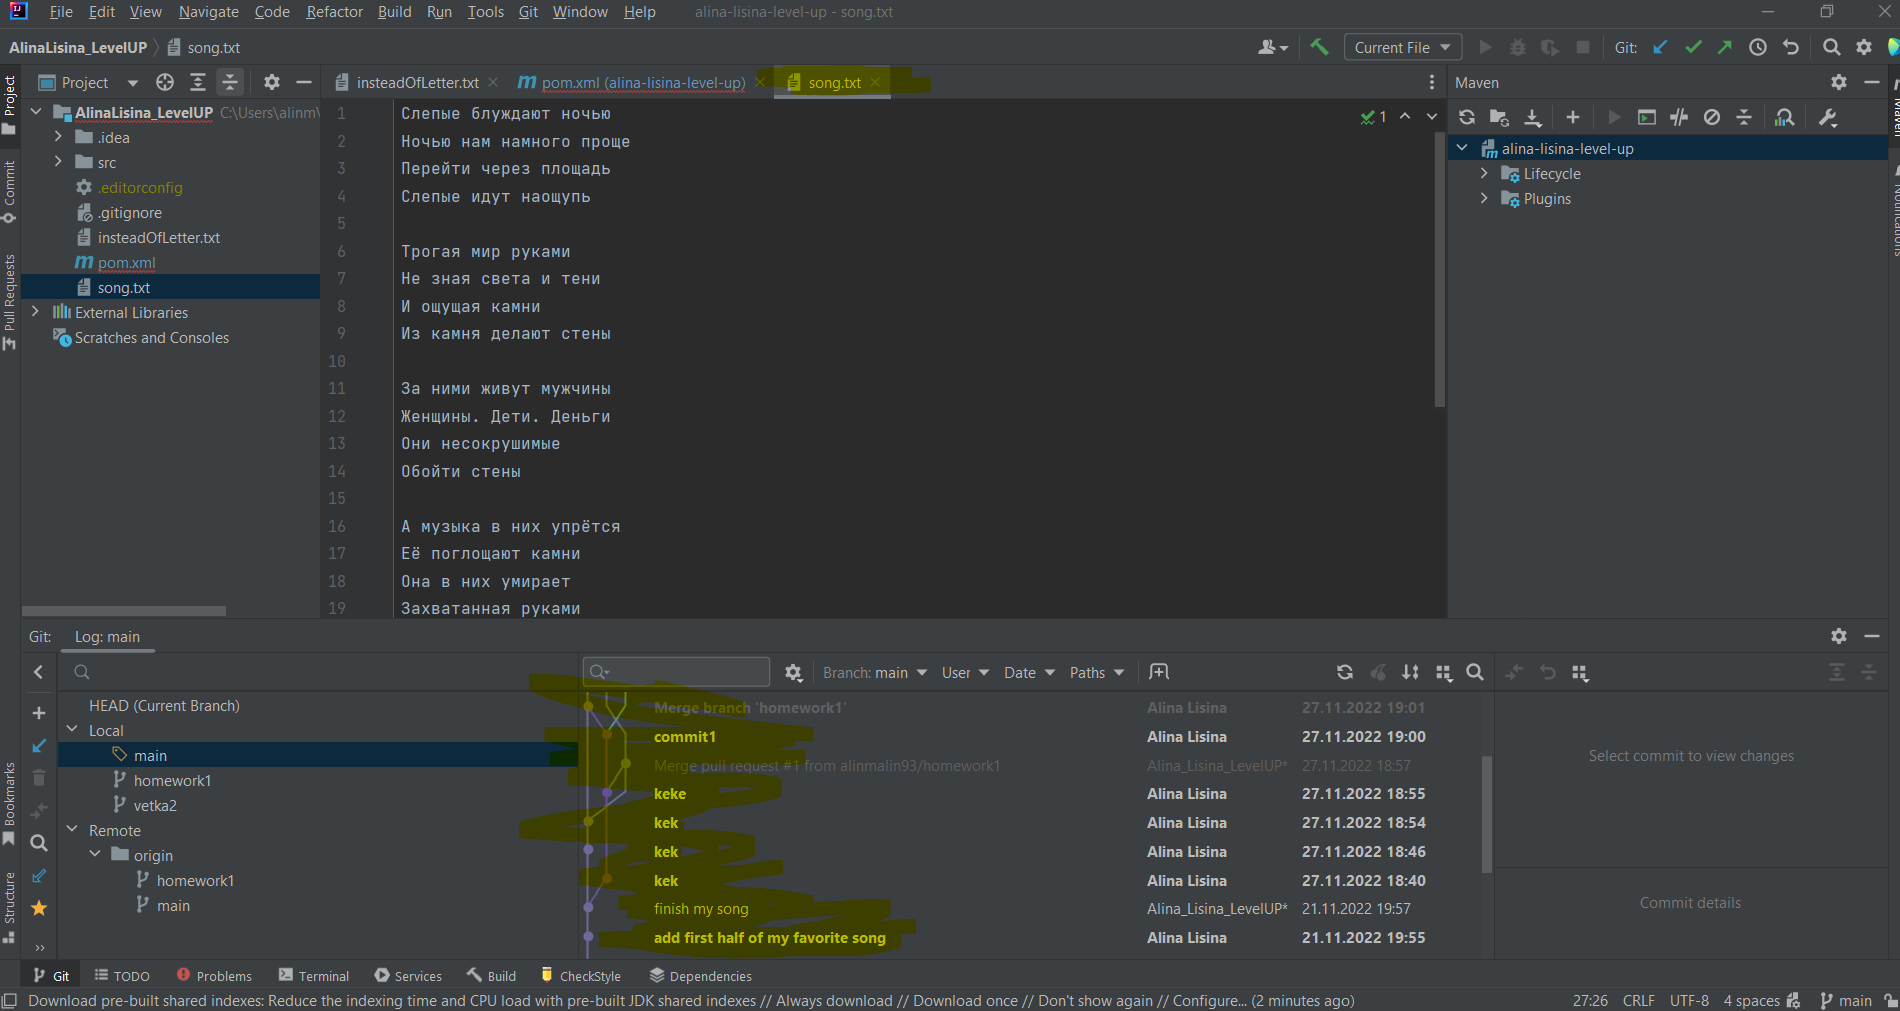 File Edit View Navigate Code Refactor Build Run Tools Git Window Help alina-lisina-level-up - song.txt
AlinaLisina_LevelUP song.txt Current File Git:
Project insteadOfLetter.txt pom.xml (alina-lisina-level-up) song.txt Maven
AlinaLisina_LevelUP C:\Users\alinm\
.idea
src
.editorconfig
.gitignore
insteadOfLetter.txt
pom.xml
song.txt
External Libraries
Scratches and Consoles
1 Слепые блуждают ночью
2 Ночью нам намного проще
3 Перейти через площадь
4 Слепые идут наощупь
5
6 Трогая мир руками
7 Не зная света и тени
8 И ощущая камни
9 Из камня делают стены
10
11 За ними живут мужчины
12 Женщины. Дети. Деньги
13 Они несокрушимые
14 Обойти стены
15
16 А музыка в них упрётся
17 Её поглощают камни
18 Она в них умирает
19 Захватанная руками
1
alina-lisina-level-up
Lifecycle
Plugins
Project
Commit
Pull Requests
Bookmarks
Structure
Maven
Notifications
Git: Log: main
Branch: main User Date Paths
HEAD (Current Branch)
Local
main
homework1
vetka2
Remote
origin
homework1
main
Merge branch 'homework1' Alina Lisina 27.11.2022 19:01
commit1 Alina Lisina 27.11.2022 19:00
Merge pull request #1 from alinmalin93/homework1 Alina_Lisina_LevelUP* 27.11.2022 18:57
keke Alina Lisina 27.11.2022 18:55
kek Alina Lisina 27.11.2022 18:54
kek Alina Lisina 27.11.2022 18:46
kek Alina Lisina 27.11.2022 18:40
finish my song Alina_Lisina_LevelUP* 21.11.2022 19:57
add first half of my favorite song Alina Lisina 21.11.2022 19:55
Select commit to view changes
Commit details
Git TODO Problems Terminal Services Build CheckStyle Dependencies
Download pre-built shared indexes: Reduce the indexing time and CPU load with pre-built JDK shared indexes // Always download // Download once // Don't show again // Configure... (2 minutes ago) 27:26 CRLF UTF-8 4 spaces main